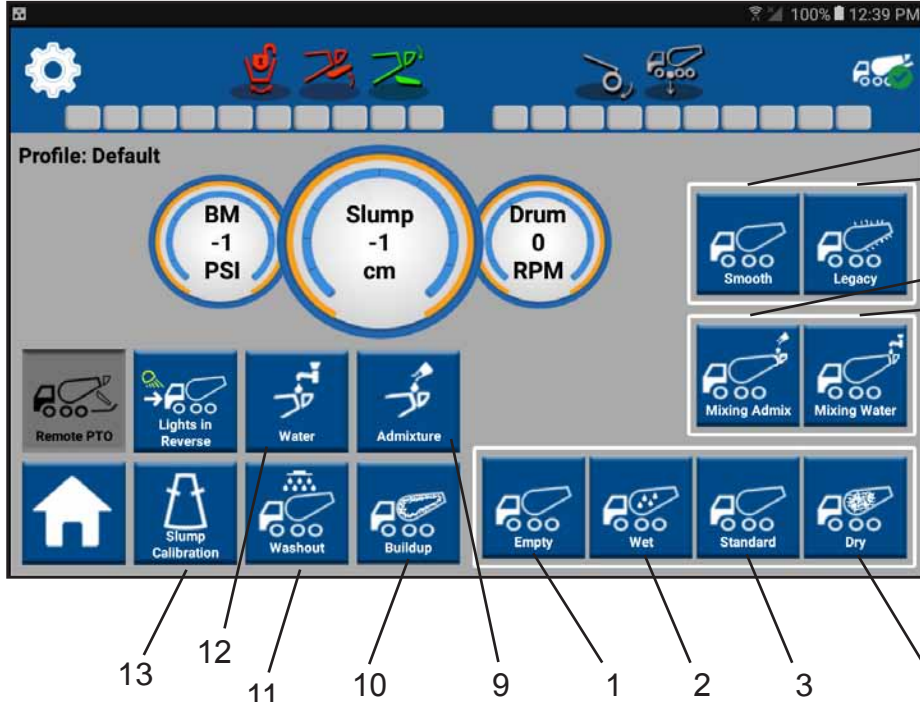 100% 12:39 PM
Profile: Default
BM
-1
PSI
Slump
-1
cm
Drum
0
RPM
Smooth
Legacy
Mixing Admix
Mixing Water
Remote PTO
Lights in
Reverse
Water
Admixture
Slump
Calibration
Washout
Buildup
Empty
Wet
Standard
Dry
13
12
11
10
9
1
2
3